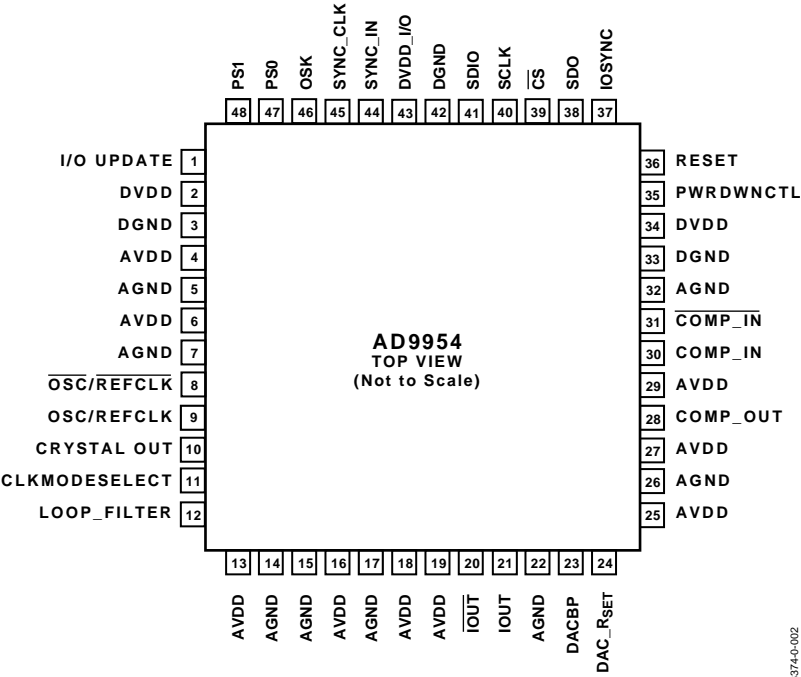 PS1
PS0
OSK
SYNC_CLK
SYNC_IN
DVDD_I/O
DGND
SDIO
SCLK
CS
SDO
IOSYNC
48 47 46 45 44 43 42 41 40 39 38 37
I/O UPDATE 1
DVDD 2
DGND 3
AVDD 4
AGND 5
AVDD 6
AGND 7
OSC/REFCLK 8
OSC/REFCLK 9
CRYSTAL OUT 10
CLKMODESELECT 11
LOOP_FILTER 12
AD9954
TOP VIEW
(Not to Scale)
36 RESET
35 PWRDWNCTL
34 DVDD
33 DGND
32 AGND
31 COMP_IN
30 COMP_IN
29 AVDD
28 COMP_OUT
27 AVDD
26 AGND
25 AVDD
13 14 15 16 17 18 19 20 21 22 23 24
AVDD
AGND
AGND
AVDD
AGND
AVDD
AVDD
IOUT
IOUT
AGND
DACBP
DAC_RSET
374-0-002